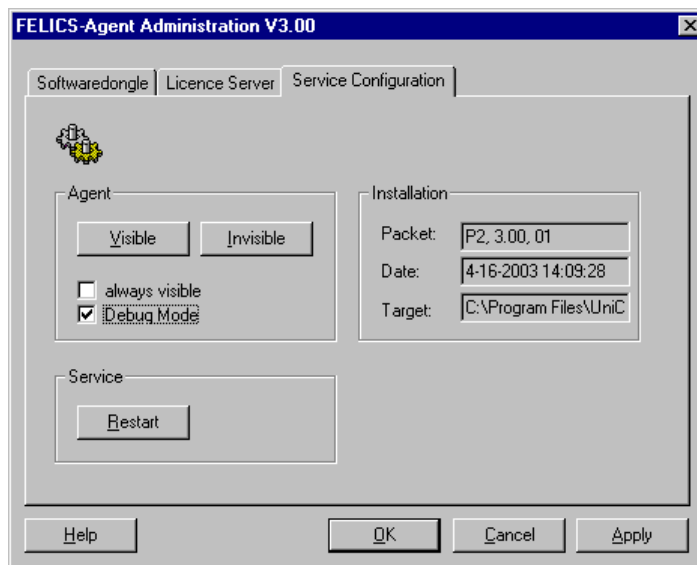 FELICS-Agent Administration V3.00
Softwaredongle
Licence Server
Service Configuration
Agent
Visible
Invisible
always visible
Debug Mode
Installation
Packet:
P2, 3.00, 01
Date:
4-16-2003 14:09:28
Target:
C:\Program Files\UniC
Service
Restart
Help
OK
Cancel
Apply